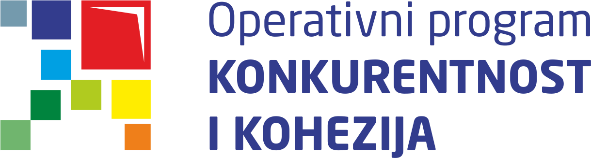 Operativni program
KONKURENTNOST
I KOHEZIJA